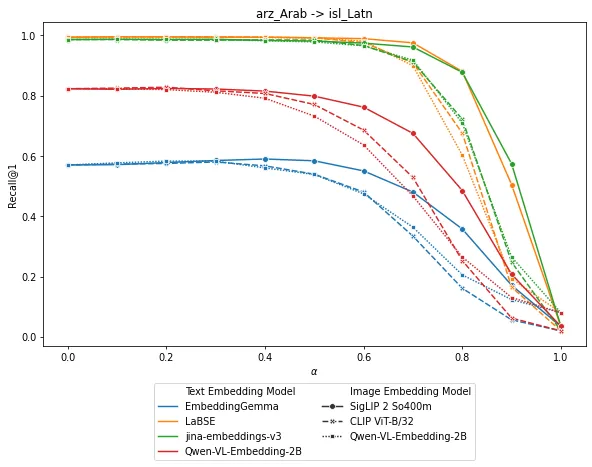 arz_Arab -> isl_Latn
1.0
0.8
0.6
0.4
0.2
0.0
Recall@1
0.0 0.2 0.4 0.6 0.8 1.0
α
Text Embedding Model Image Embedding Model
EmbeddingGemma SigLIP 2 So400m
LaBSE CLIP ViT-B/32
jina-embeddings-v3 Qwen-VL-Embedding-2B
Qwen-VL-Embedding-2B